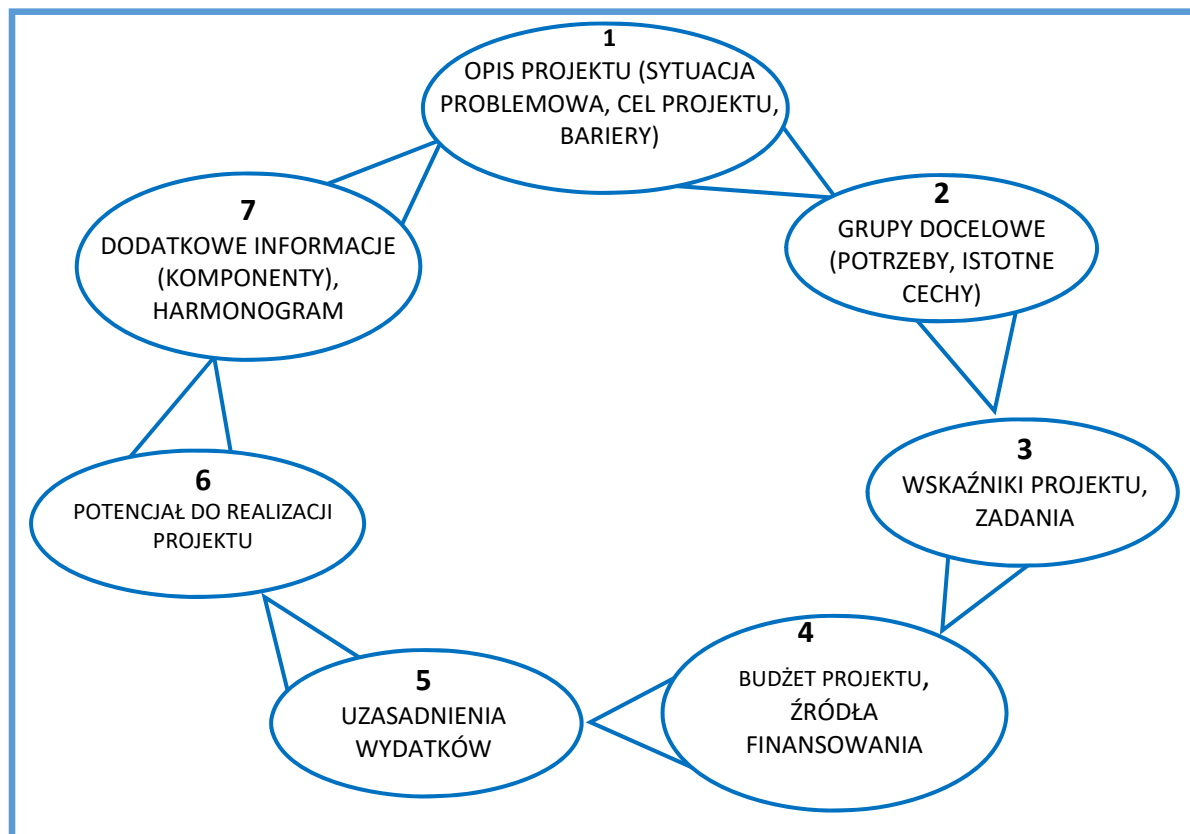 1
OPIS PROJEKTU (SYTUACJA
PROBLEMOWA, CEL PROJEKTU,
BARIERY)
2
GRUPY DOCELOWE
(POTRZEBY, ISTOTNE
CECHY)
3
WSKAŹNIKI PROJEKTU,
ZADANIA
4
BUDŻET PROJEKTU,
ŹRÓDŁA
FINANSOWANIA
5
UZASADNIENIA
WYDATKÓW
6
POTENCJAŁ DO REALIZACJI
PROJEKTU
7
DODATKOWE INFORMACJE
(KOMPONENTY),
HARMONOGRAM